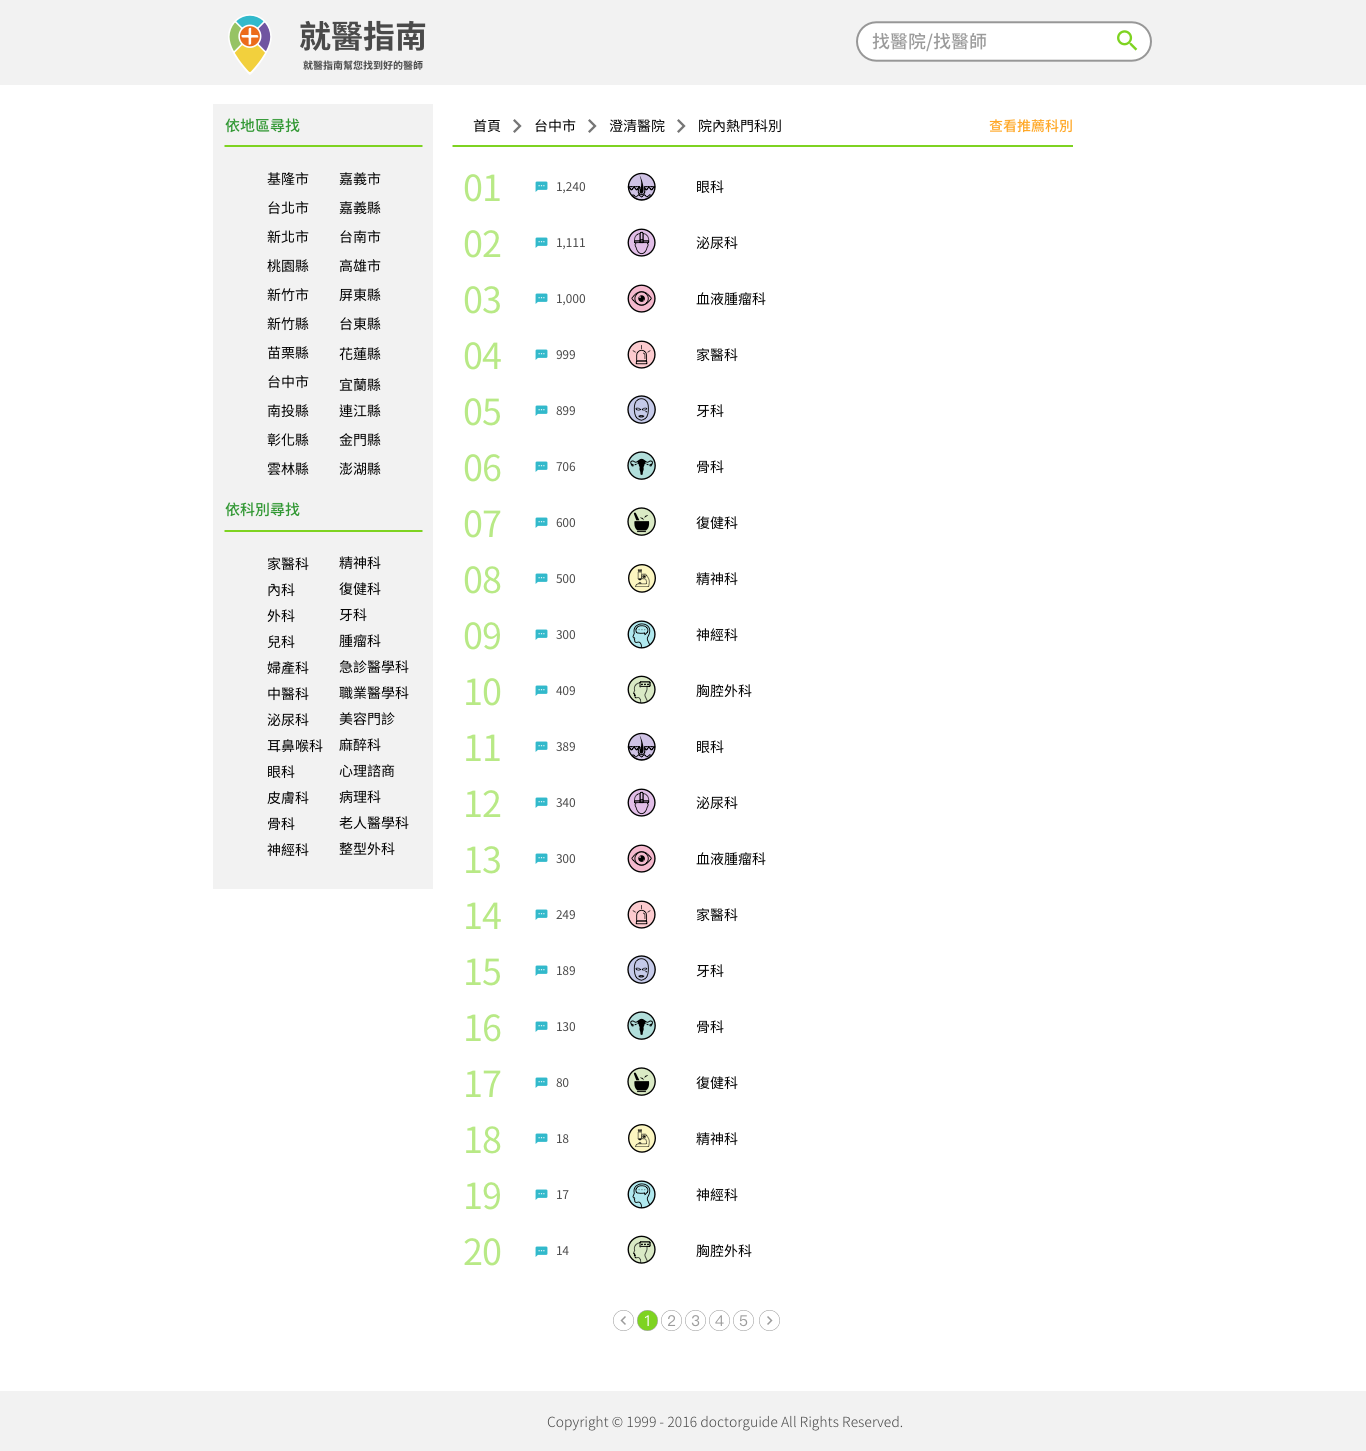 就醫指南
就醫指南幫您找到好的醫師
找醫院/找醫師
依地區尋找
基隆市 嘉義市
台北市 嘉義縣
新北市 台南市
桃園縣 高雄市
新竹市 屏東縣
新竹縣 台東縣
苗栗縣 花蓮縣
台中市 宜蘭縣
南投縣 連江縣
彰化縣 金門縣
雲林縣 澎湖縣
依科別尋找
家醫科 精神科
內科 復健科
外科 牙科
兒科 腫瘤科
婦產科 急診醫學科
中醫科 職業醫學科
泌尿科 美容門診
耳鼻喉科 麻醉科
眼科 心理諮商
皮膚科 病理科
骨科 老人醫學科
神經科 整型外科
首頁 台中市 澄清醫院 院內熱門科別 查看推薦科別
01 1,240 眼科
02 1,111 泌尿科
03 1,000 血液腫瘤科
04 999 家醫科
05 899 牙科
06 706 骨科
07 600 復健科
08 500 精神科
09 300 神經科
10 409 胸腔外科
11 389 眼科
12 340 泌尿科
13 300 血液腫瘤科
14 249 家醫科
15 189 牙科
16 130 骨科
17 80 復健科
18 18 精神科
19 17 神經科
20 14 胸腔外科
1 2 3 4 5
Copyright © 1999 - 2016 doctorguide All Rights Reserved.